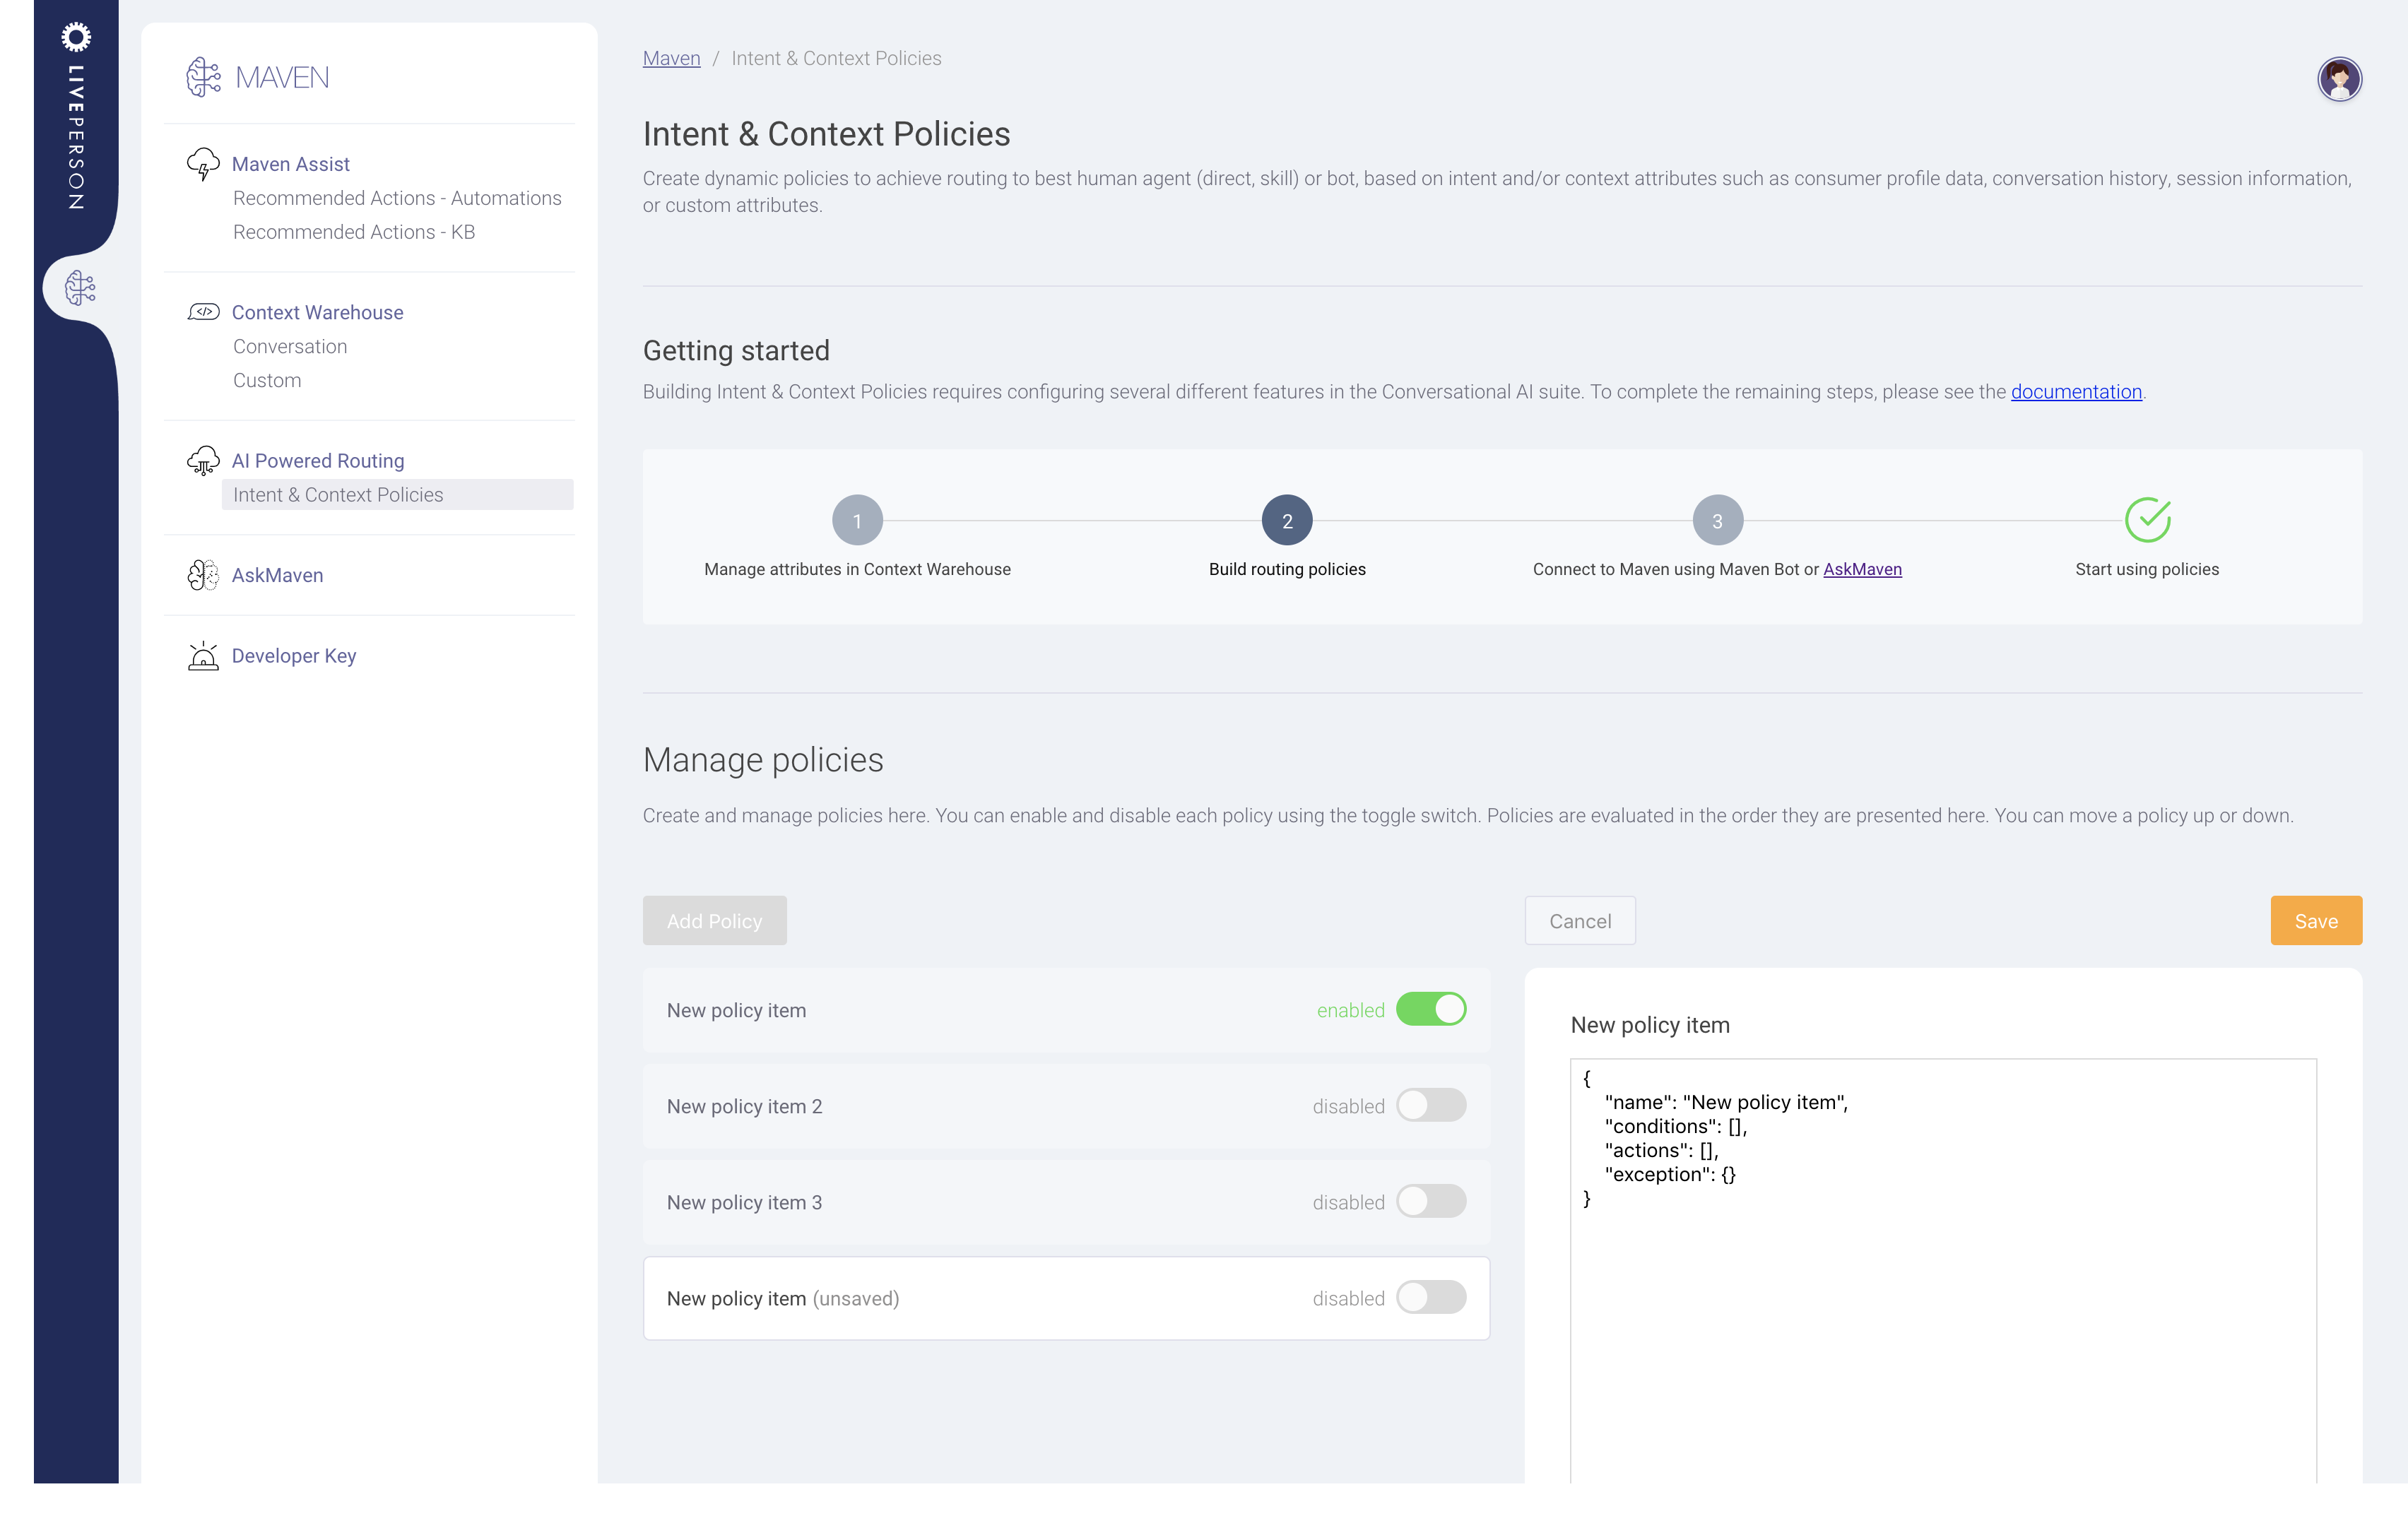 LIVEPERSON
MAVEN
Maven Assist
Recommended Actions - Automations
Recommended Actions - KB
Context Warehouse
Conversation
Custom
AI Powered Routing
Intent & Context Policies
AskMaven
Developer Key
Maven / Intent & Context Policies
Intent & Context Policies
Create dynamic policies to achieve routing to best human agent (direct, skill) or bot, based on intent and/or context attributes such as consumer profile data, conversation history, session information,
or custom attributes.
Getting started
Building Intent & Context Policies requires configuring several different features in the Conversational AI suite. To complete the remaining steps, please see the documentation.
1
Manage attributes in Context Warehouse
2
Build routing policies
3
Connect to Maven using Maven Bot or AskMaven
Start using policies
Manage policies
Create and manage policies here. You can enable and disable each policy using the toggle switch. Policies are evaluated in the order they are presented here. You can move a policy up or down.
Add Policy
Cancel
Save
New policy item enabled
New policy item 2 disabled
New policy item 3 disabled
New policy item (unsaved) disabled
New policy item
{
"name": "New policy item",
"conditions": [],
"actions": [],
"exception": {}
}